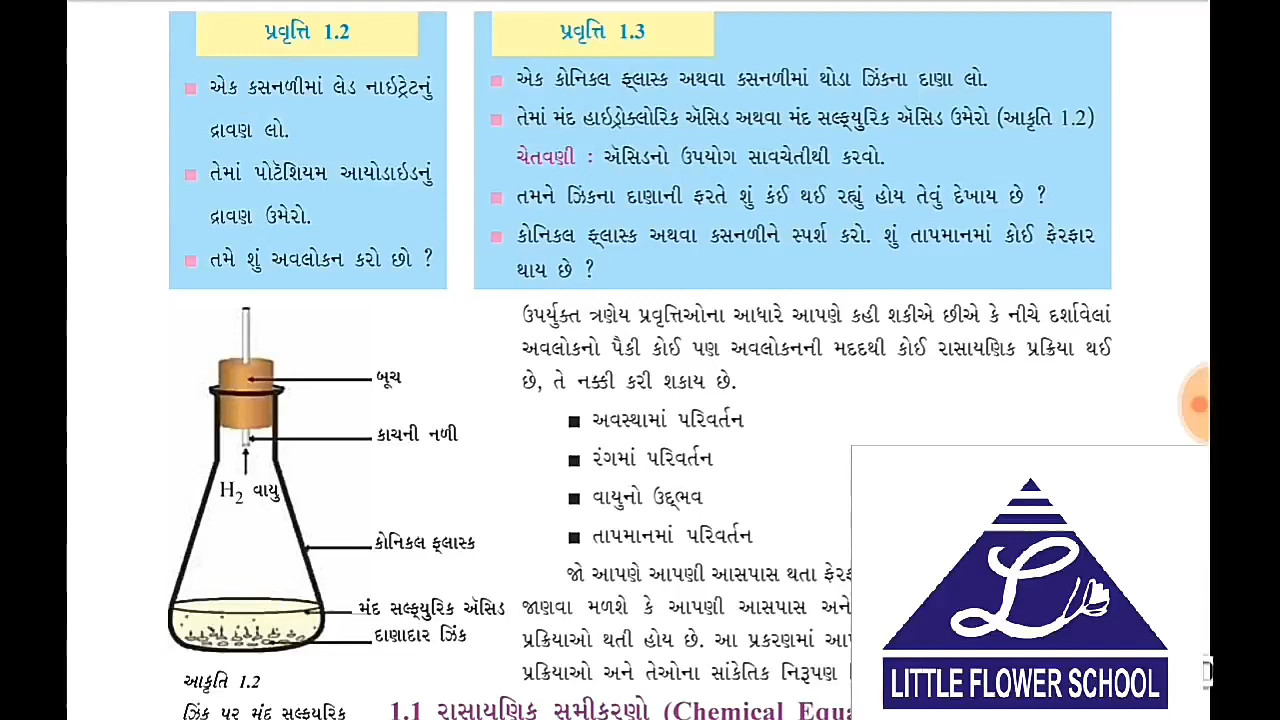 પ્રવૃત્તિ 1.2
એક કસનળીમાં લેડ નાઇટ્રેટનું
દ્રાવણ લો.
તેમાં પોટૅશિયમ આયોડાઇડનું
દ્રાવણ ઉમેરો.
તમે શું અવલોકન કરો છો ?
પ્રવૃત્તિ 1.3
એક કોનિકલ ફ્લાસ્ક અથવા કસનળીમાં થોડા ઝિંકના દાણા લો.
તેમાં મંદ હાઇડ્રોક્લોરિક ઍસિડ અથવા મંદ સલ્ફ્યુરિક ઍસિડ ઉમેરો (આકૃતિ 1.2)
ચેતવણી : ઍસિડનો ઉપયોગ સાવચેતીથી કરવો.
તમને ઝિંકના દાણાની ફરતે શું કંઈ થઈ રહ્યું હોય તેવું દેખાય છે ?
કોનિકલ ફ્લાસ્ક અથવા કસનળીને સ્પર્શ કરો. શું તાપમાનમાં કોઈ ફેરફાર
થાય છે ?
બૂચ
કાચની નળી
H2 વાયુ
કોનિકલ ફ્લાસ્ક
મંદ સલ્ફ્યુરિક ઍસિડ
દાણાદાર ઝિંક
આકૃતિ 1.2
ઝિંક પર મંદ સલ્ફ્યુરિક
ઉપર્યુક્ત ત્રણેય પ્રવૃત્તિઓના આધારે આપણે કહી શકીએ છીએ કે નીચે દર્શાવેલાં
અવલોકનો પૈકી કોઈ પણ અવલોકનની મદદથી કોઈ રાસાયણિક પ્રક્રિયા થઈ
છે, તે નક્કી કરી શકાય છે.
અવસ્થામાં પરિવર્તન
રંગમાં પરિવર્તન
વાયુનો ઉદ્ભવ
તાપમાનમાં પરિવર્તન
જો આપણે આપણી આસપાસ થતા
જાણવા મળશે કે આપણી આસપાસ અને
પ્રક્રિયાઓ થતી હોય છે. આ પ્રકરણમાં
પ્રક્રિયાઓ અને તેઓના સાંકેતિક નિરૂપણ
1.1 રાસાયણિક સમીકરણો (Chemical Equa
LITTLE FLOWER SCHOOL